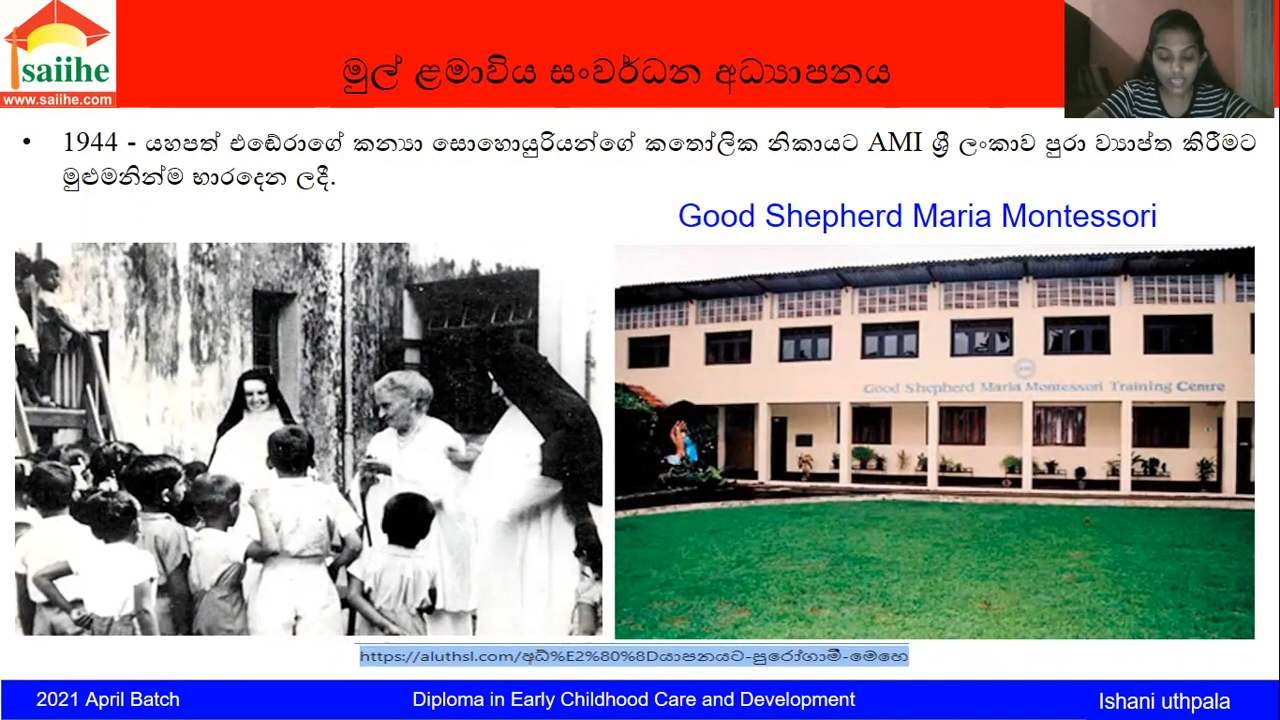 saiihe
www.saiihe.com
මුල් ළමාවිය සංවර්ධන අධ්‍යාපනය
• 1944 - යහපත් එඬේරාගේ කන්‍යා සොහොයුරියන්ගේ කතෝලික නිකායට AMI ශ්‍රී ලංකාව පුරා ව්‍යාප්ත කිරීමට
මුළුමනින්ම භාරදෙන ලදී.
Good Shepherd Maria Montessori
Good Shepherd Maria Montessori Training Centre
https://aluthsl.com/අධ්%E2%80%8Dයාපනයට-පුරෝගාමී-මෙහෙ
2021 April Batch
Diploma in Early Childhood Care and Development
Ishani uthpala